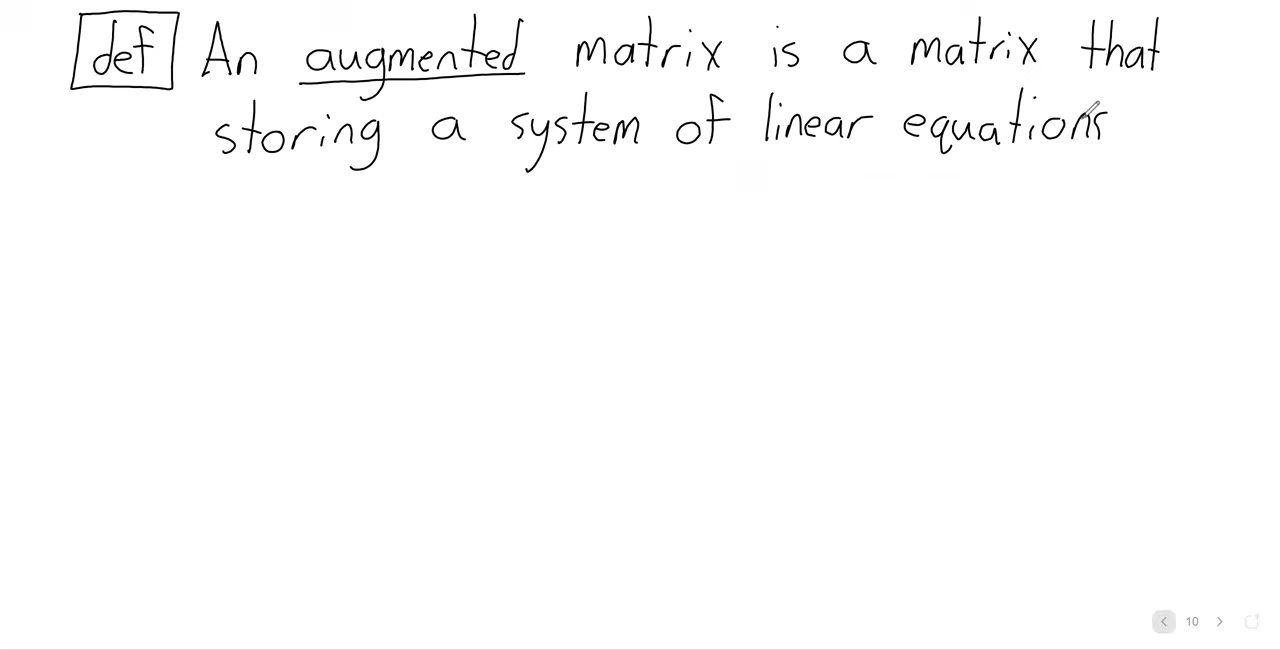 def An augmented matrix is a matrix that
storing a system of linear equations
10